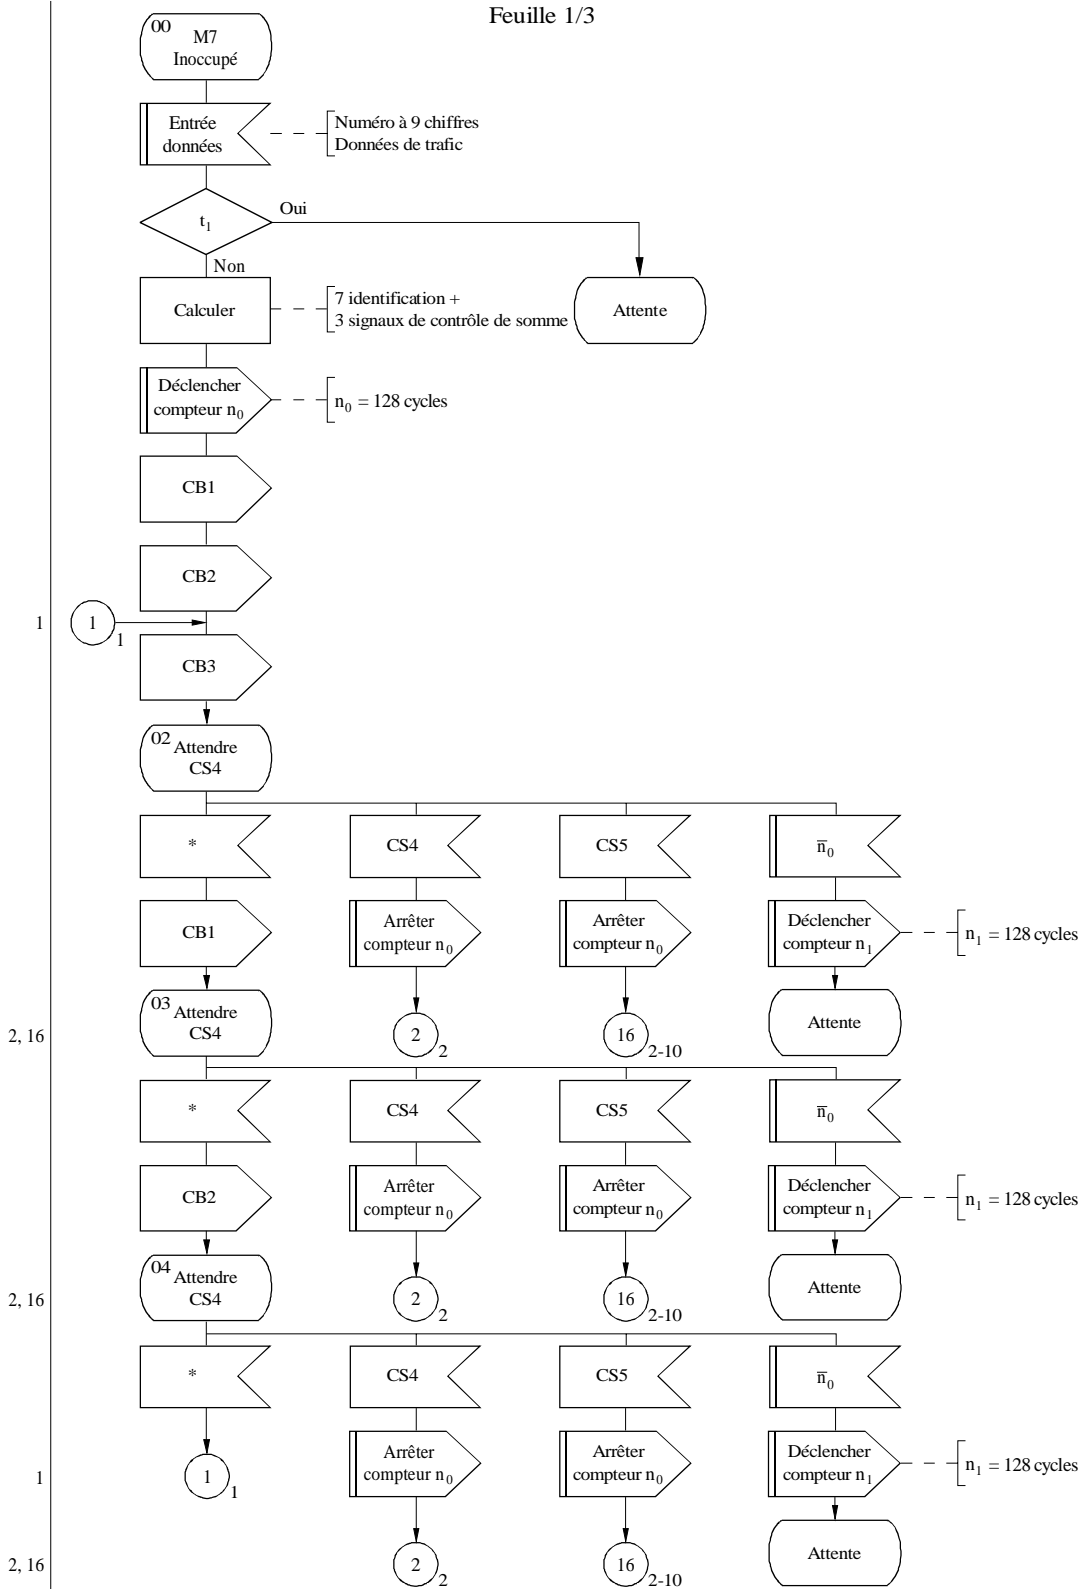 Feuille 1/3
00
M7
Inoccupé
Entrée
données
Numéro à 9 chiffres
Données de trafic
t1
Oui
Non
Calculer
7 identification +
3 signaux de contrôle de somme
Attente
Déclencher
compteur n0
n0 = 128 cycles
CB1
CB2
1
1
1
CB3
02
Attendre
CS4
*
CS4
CS5
n̅0
CB1
Arrêter
compteur n0
Arrêter
compteur n0
Déclencher
compteur n1
n1 = 128 cycles
03
Attendre
CS4
2, 16
2
2
16
2-10
Attente
*
CS4
CS5
n̅0
CB2
Arrêter
compteur n0
Arrêter
compteur n0
Déclencher
compteur n1
n1 = 128 cycles
04
Attendre
CS4
2, 16
2
2
16
2-10
Attente
*
CS4
CS5
n̅0
1
1
1
Arrêter
compteur n0
Arrêter
compteur n0
Déclencher
compteur n1
n1 = 128 cycles
2, 16
2
2
16
2-10
Attente